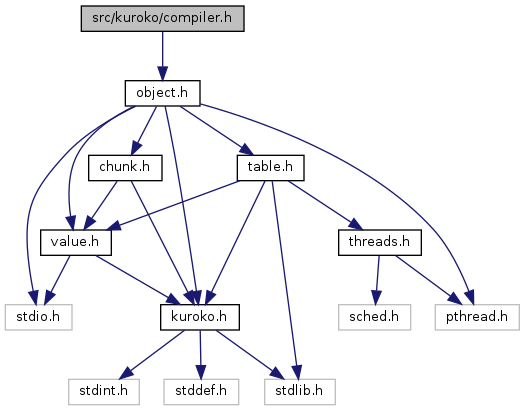 src/kuroko/compiler.h
object.h
chunk.h
table.h
value.h
threads.h
stdio.h
kuroko.h
sched.h
pthread.h
stdint.h
stddef.h
stdlib.h